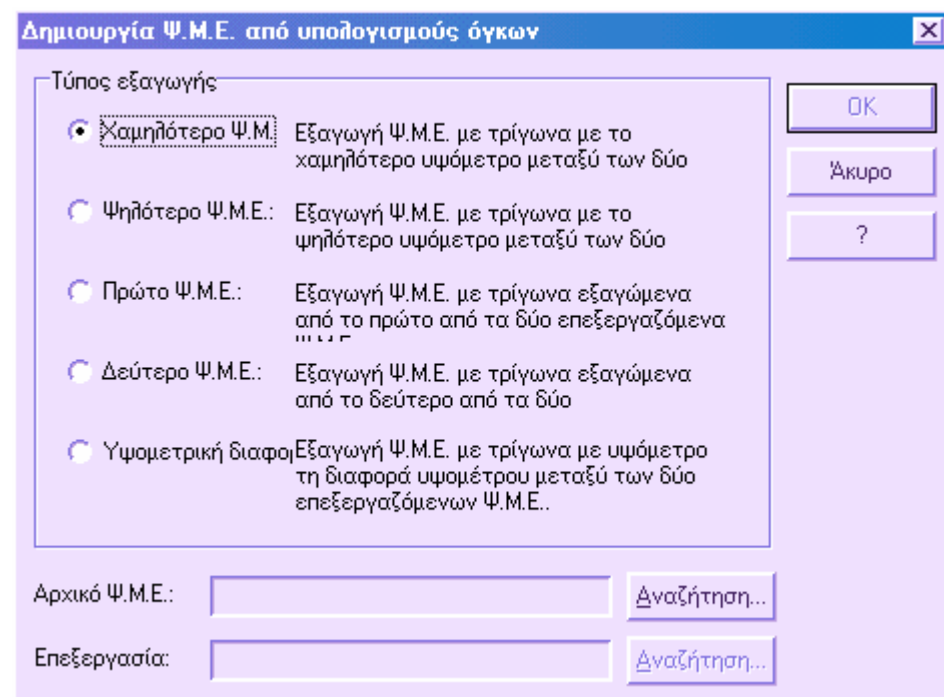 Δημιουργία Ψ.Μ.Ε. από υπολογισμούς όγκων
Τύπος εξαγωγής
Χαμηλότερο Ψ.Μ.
Εξαγωγή Ψ.Μ.Ε. με τρίγωνα με το
χαμηλότερο υψόμετρο μεταξύ των δύο
Ψηλότερο Ψ.Μ.Ε.:
Εξαγωγή Ψ.Μ.Ε. με τρίγωνα με το
ψηλότερο υψόμετρο μεταξύ των δύο
Πρώτο Ψ.Μ.Ε.:
Εξαγωγή Ψ.Μ.Ε. με τρίγωνα εξαγώμενα
από το πρώτο από τα δύο επεξεργαζόμενα
Δεύτερο Ψ.Μ.Ε.:
Εξαγωγή Ψ.Μ.Ε. με τρίγωνα εξαγώμενα
από το δεύτερο από τα δύο
Υψομετρική διαφο
Εξαγωγή Ψ.Μ.Ε. με τρίγωνα με υψόμετρο
τη διαφορά υψομέτρου μεταξύ των δύο
επεξεργαζόμενων Ψ.Μ.Ε..
OK
Άκυρο
?
Αρχικό Ψ.Μ.Ε.:
Αναζήτηση...
Επεξεργασία:
Αναζήτηση...